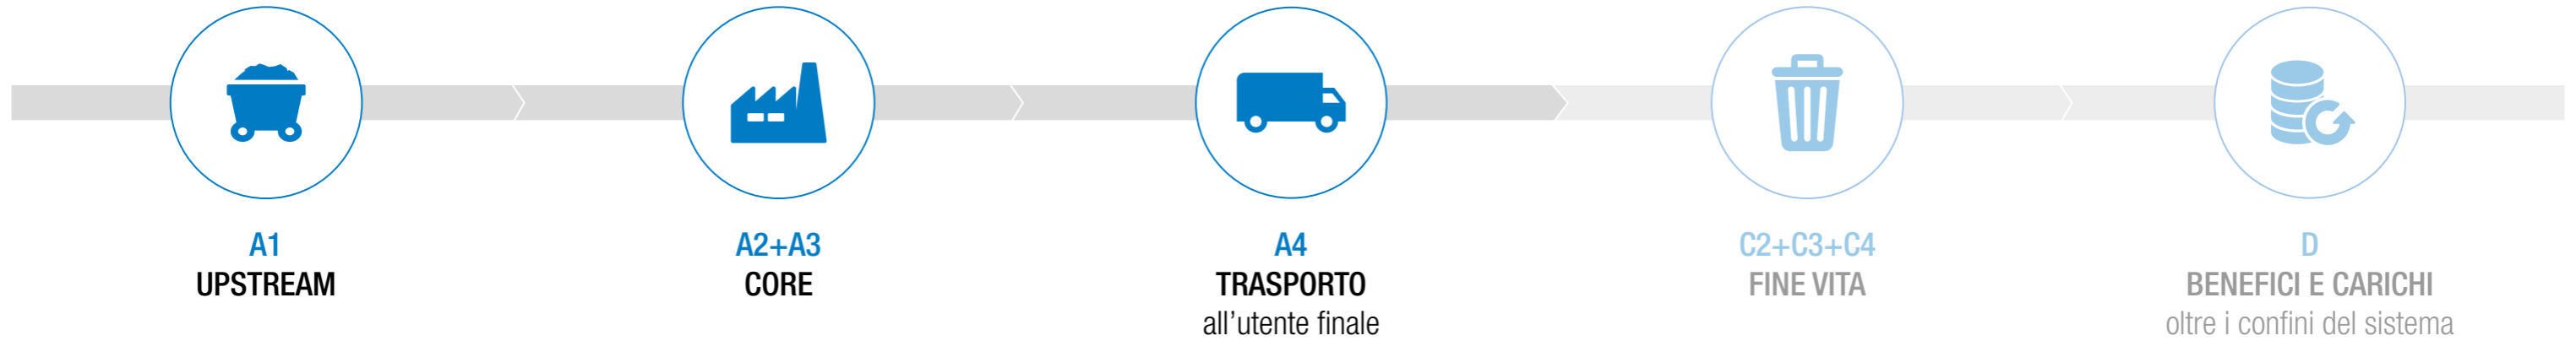 A1
UPSTREAM
A2+A3
CORE
A4
TRASPORTO
all’utente finale
C2+C3+C4
FINE VITA
D
BENEFICI E CARICHI
oltre i confini del sistema